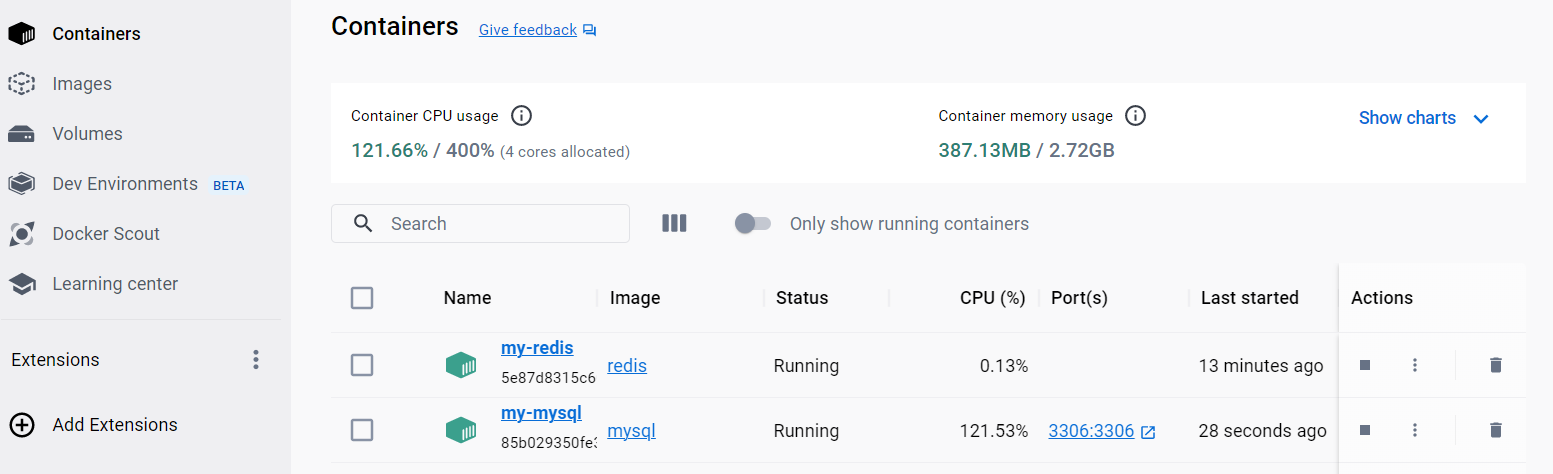 Containers
Images
Volumes
Dev Environments BETA
Docker Scout
Learning center
Extensions
Add Extensions
Containers Give feedback
Container CPU usage
121.66% / 400% (4 cores allocated)
Container memory usage
387.13MB / 2.72GB
Show charts
Search
Only show running containers
Name Image Status CPU (%) Port(s) Last started Actions
my-redis
5e87d8315c6
redis Running 0.13% 13 minutes ago
my-mysql
85b029350fe
mysql Running 121.53% 3306:3306 28 seconds ago